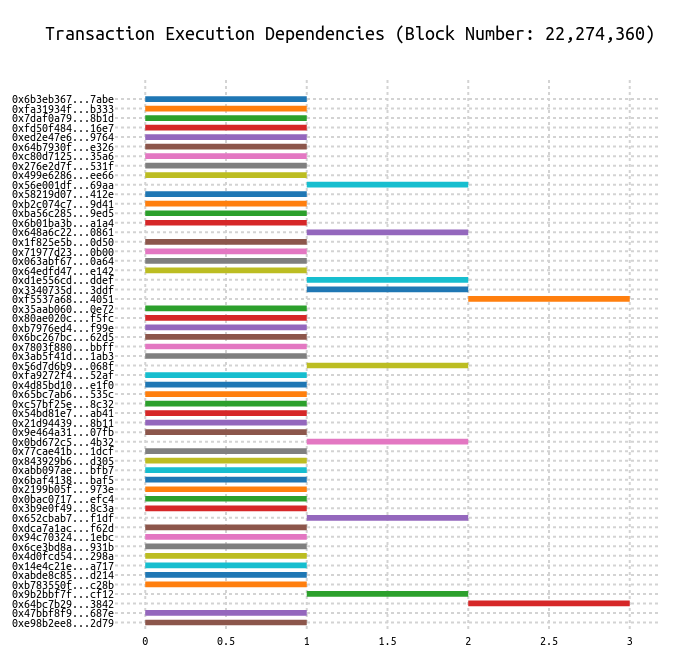 Transaction Execution Dependencies (Block Number: 22,274,360)
0x6b3eb367...7abe
0xfa31934f...b333
0x7daf0a79...8b1d
0xfd50f484...16e7
0xed2e47e6...9764
0x64b7930f...e326
0xc80d7125...35a6
0x276e2d7f...531f
0x499e6286...ee66
0x56e001df...69aa
0x58219d07...412e
0xb2c074c7...9d41
0xba56c285...9ed5
0x6b01ba3b...a1a4
0x648a6c22...0861
0x1f825e5b...0d50
0x71977d23...0b00
0x063abf67...0a64
0x64edfd47...e142
0xd1e556cd...ddef
0x3340735d...3ddf
0xf5537a68...4051
0x35aab060...0e72
0x80ae020c...f5fc
0xb7976ed4...f99e
0x6bc267bc...62d5
0x7803f880...bbff
0x3ab5f41d...1ab3
0x56d7d6b9...068f
0xfa9272f4...52af
0x4d85bd10...e1f0
0x65bc7ab6...535c
0xc57bf25e...8c32
0x54bd81e7...ab41
0x21d94439...8b11
0x9e464a31...07fb
0x0bd672c5...4b32
0x77cae41b...1dcf
0x843929b6...d305
0xabb097ae...bfb7
0x6baf4138...baf5
0x2199b05f...973e
0x0bac0717...efc4
0x3b9e0f49...8c3a
0x652cbab7...f1df
0xdca7a1ac...f62d
0x94c70324...1ebc
0x6ce3bd8a...931b
0x4d0fcd54...298a
0x14e4c21e...a717
0xabde8c85...d214
0xb783550f...c28b
0x9b2bbf7f...cf12
0x64bc7b29...3842
0x47bbf8f9...687e
0xe98b2ee8...2d79
0 0.5 1 1.5 2 2.5 3